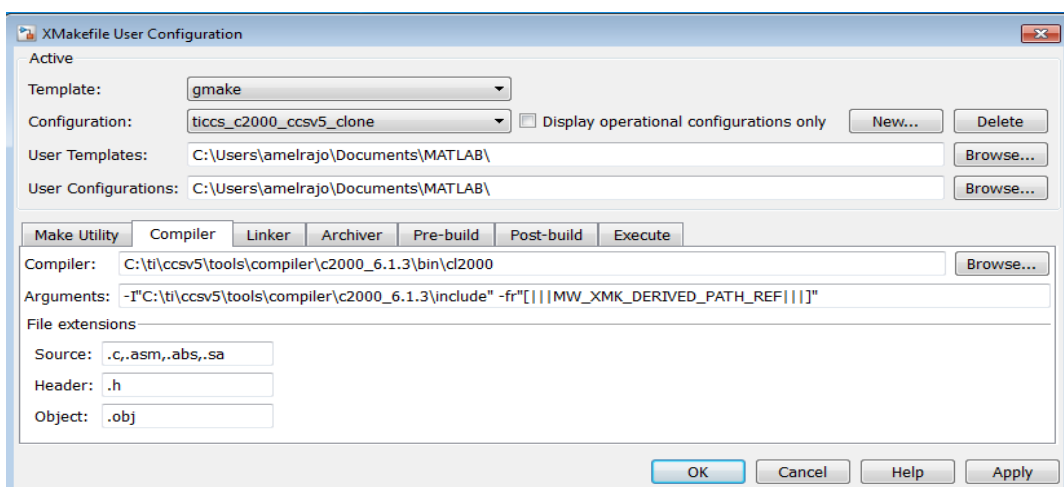 XMakefile User Configuration
Active
Template: gmake
Configuration: ticcs_c2000_ccsv5_clone Display operational configurations only New... Delete
User Templates: C:\Users\amelrajo\Documents\MATLAB\ Browse...
User Configurations: C:\Users\amelrajo\Documents\MATLAB\ Browse...
Make Utility Compiler Linker Archiver Pre-build Post-build Execute
Compiler: C:\ti\ccsv5\tools\compiler\c2000_6.1.3\bin\cl2000 Browse...
Arguments: -I"C:\ti\ccsv5\tools\compiler\c2000_6.1.3\include" -fr"[|||MW_XMK_DERIVED_PATH_REF|||]"
File extensions
Source: .c,.asm,.abs,.sa
Header: .h
Object: .obj
OK Cancel Help Apply